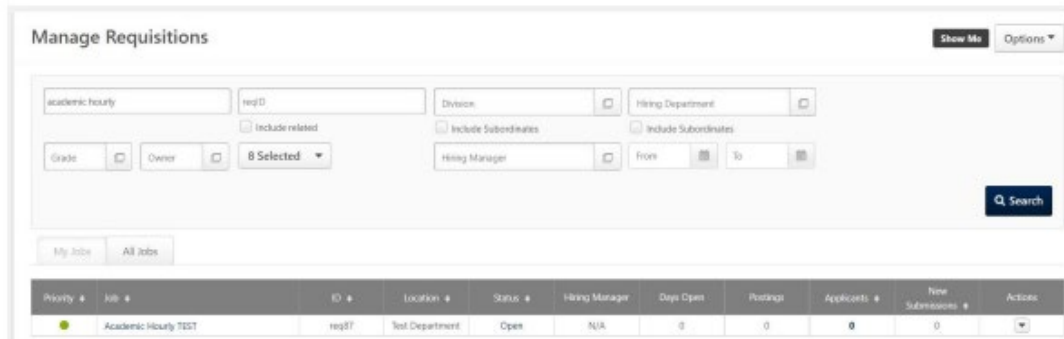 Manage Requisitions
Show Me
Options
academic hourly
reqID
Division
Hiring Department
Include related
Include Subordinates
Include Subordinates
Grade
Owner
8 Selected
Hiring Manager
From
To
Search
My Jobs
All Jobs
Priority Job ID Location Status Hiring Manager Days Open Postings Applicants New Submissions Actions
Academic Hourly TEST req87 Test Department Open N/A 0 0 0 0